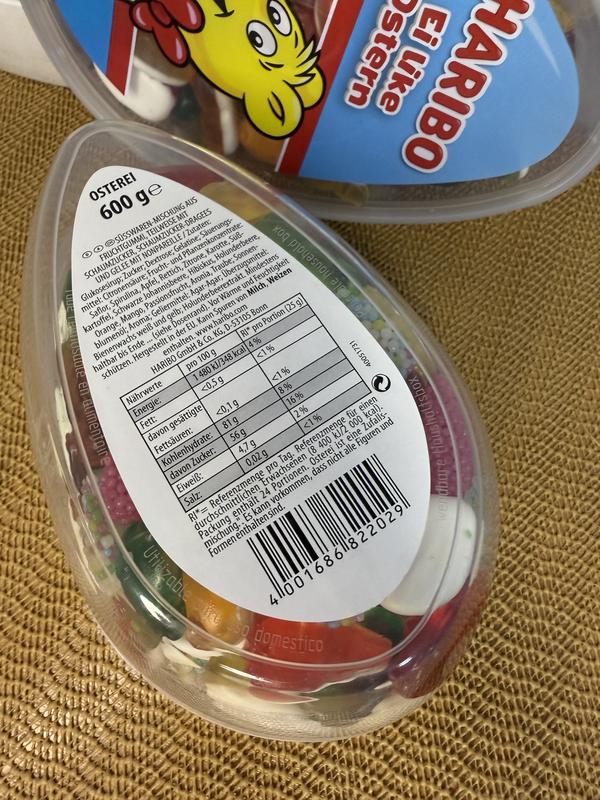 HARIBO
Ei like
Ostern
OSTEREI
600 g e
SÜSSWAREN-MISCHUNG AUS
FRUCHTGUMMI, TEILWEISE MIT
SCHAUMZUCKER, SCHAUMZUCKER-DRAGEES
UND GELEE MIT NONPAREILLE / Zutaten:
Glukosesirup; Zucker; Dextrose; Gelatine; Säuerungs-
mittel: Citronensäure; Frucht- und Pflanzenkonzentrate:
Saflor, Spirulina, Apfel, Rettich, Zitrone, Karotte, Süß-
kartoffel, Schwarze Johannisbeere, Hibiskus, Holunderbeere,
Orange, Mango, Passionsfrucht, Aronia, Traube; Sonnen-
blumenöl; Aroma; Geliermittel: Agar-Agar; Überzugsmittel:
Bienenwachs weiß und gelb; Holunderbeerextrakt. Mindestens
haltbar bis Ende ... (siehe Dosenrand). Vor Wärme und Feuchtigkeit
schützen. Hergestellt in der EU. Kann Spuren von Milch, Weizen
enthalten. www.haribo.com
HARIBO GmbH & Co. KG, D-53105 Bonn
Nährwerte pro 100 g RI* pro Portion (25 g)
Energie: 1 480 kJ/348 kcal 4 %
Fett: <0,5 g <1 %
davon gesättigte
Fettsäuren: <0,1 g <1 %
Kohlenhydrate: 81 g 8 %
davon Zucker: 56 g 16 %
Eiweiß: 4,7 g 2 %
Salz: 0,02 g <1 %
40051731
RI*= Referenzmenge pro Tag. Referenzmenge für einen
durchschnittlichen Erwachsenen (8 400 kJ/2 000 kcal).
Packung enthält 24 Portionen. Osterei ist eine Zufalls-
mischung. Es kann vorkommen, dass nicht alle Figuren und
Formen enthalten sind.
4 001686 822029
household box
Haushaltsbox
Utilizable
domestico